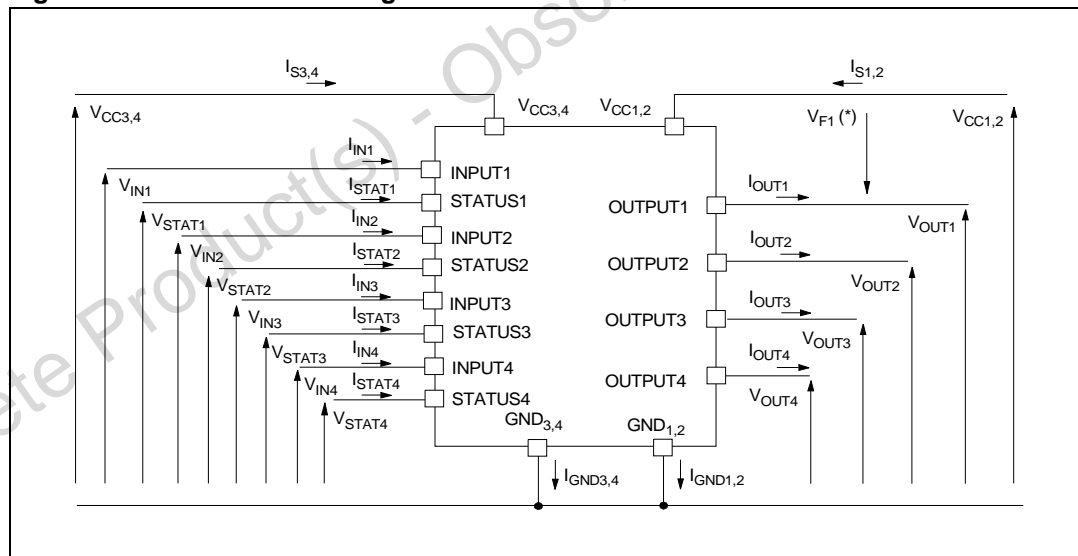 ete Product(s) - Obso
I_S3,4
I_S1,2
V_CC3,4
V_CC3,4
V_CC1,2
V_F1 (*)
V_CC1,2
I_IN1
INPUT1
V_IN1
I_STAT1
STATUS1
OUTPUT1
I_OUT1
V_OUT1
V_STAT1
I_IN2
INPUT2
V_IN2
I_STAT2
STATUS2
OUTPUT2
I_OUT2
V_OUT2
V_STAT2
I_IN3
INPUT3
V_IN3
I_STAT3
STATUS3
OUTPUT3
I_OUT3
V_OUT3
V_STAT3
I_IN4
INPUT4
V_IN4
I_STAT4
STATUS4
OUTPUT4
I_OUT4
V_OUT4
V_STAT4
GND_3,4
GND_1,2
I_GND3,4
I_GND1,2